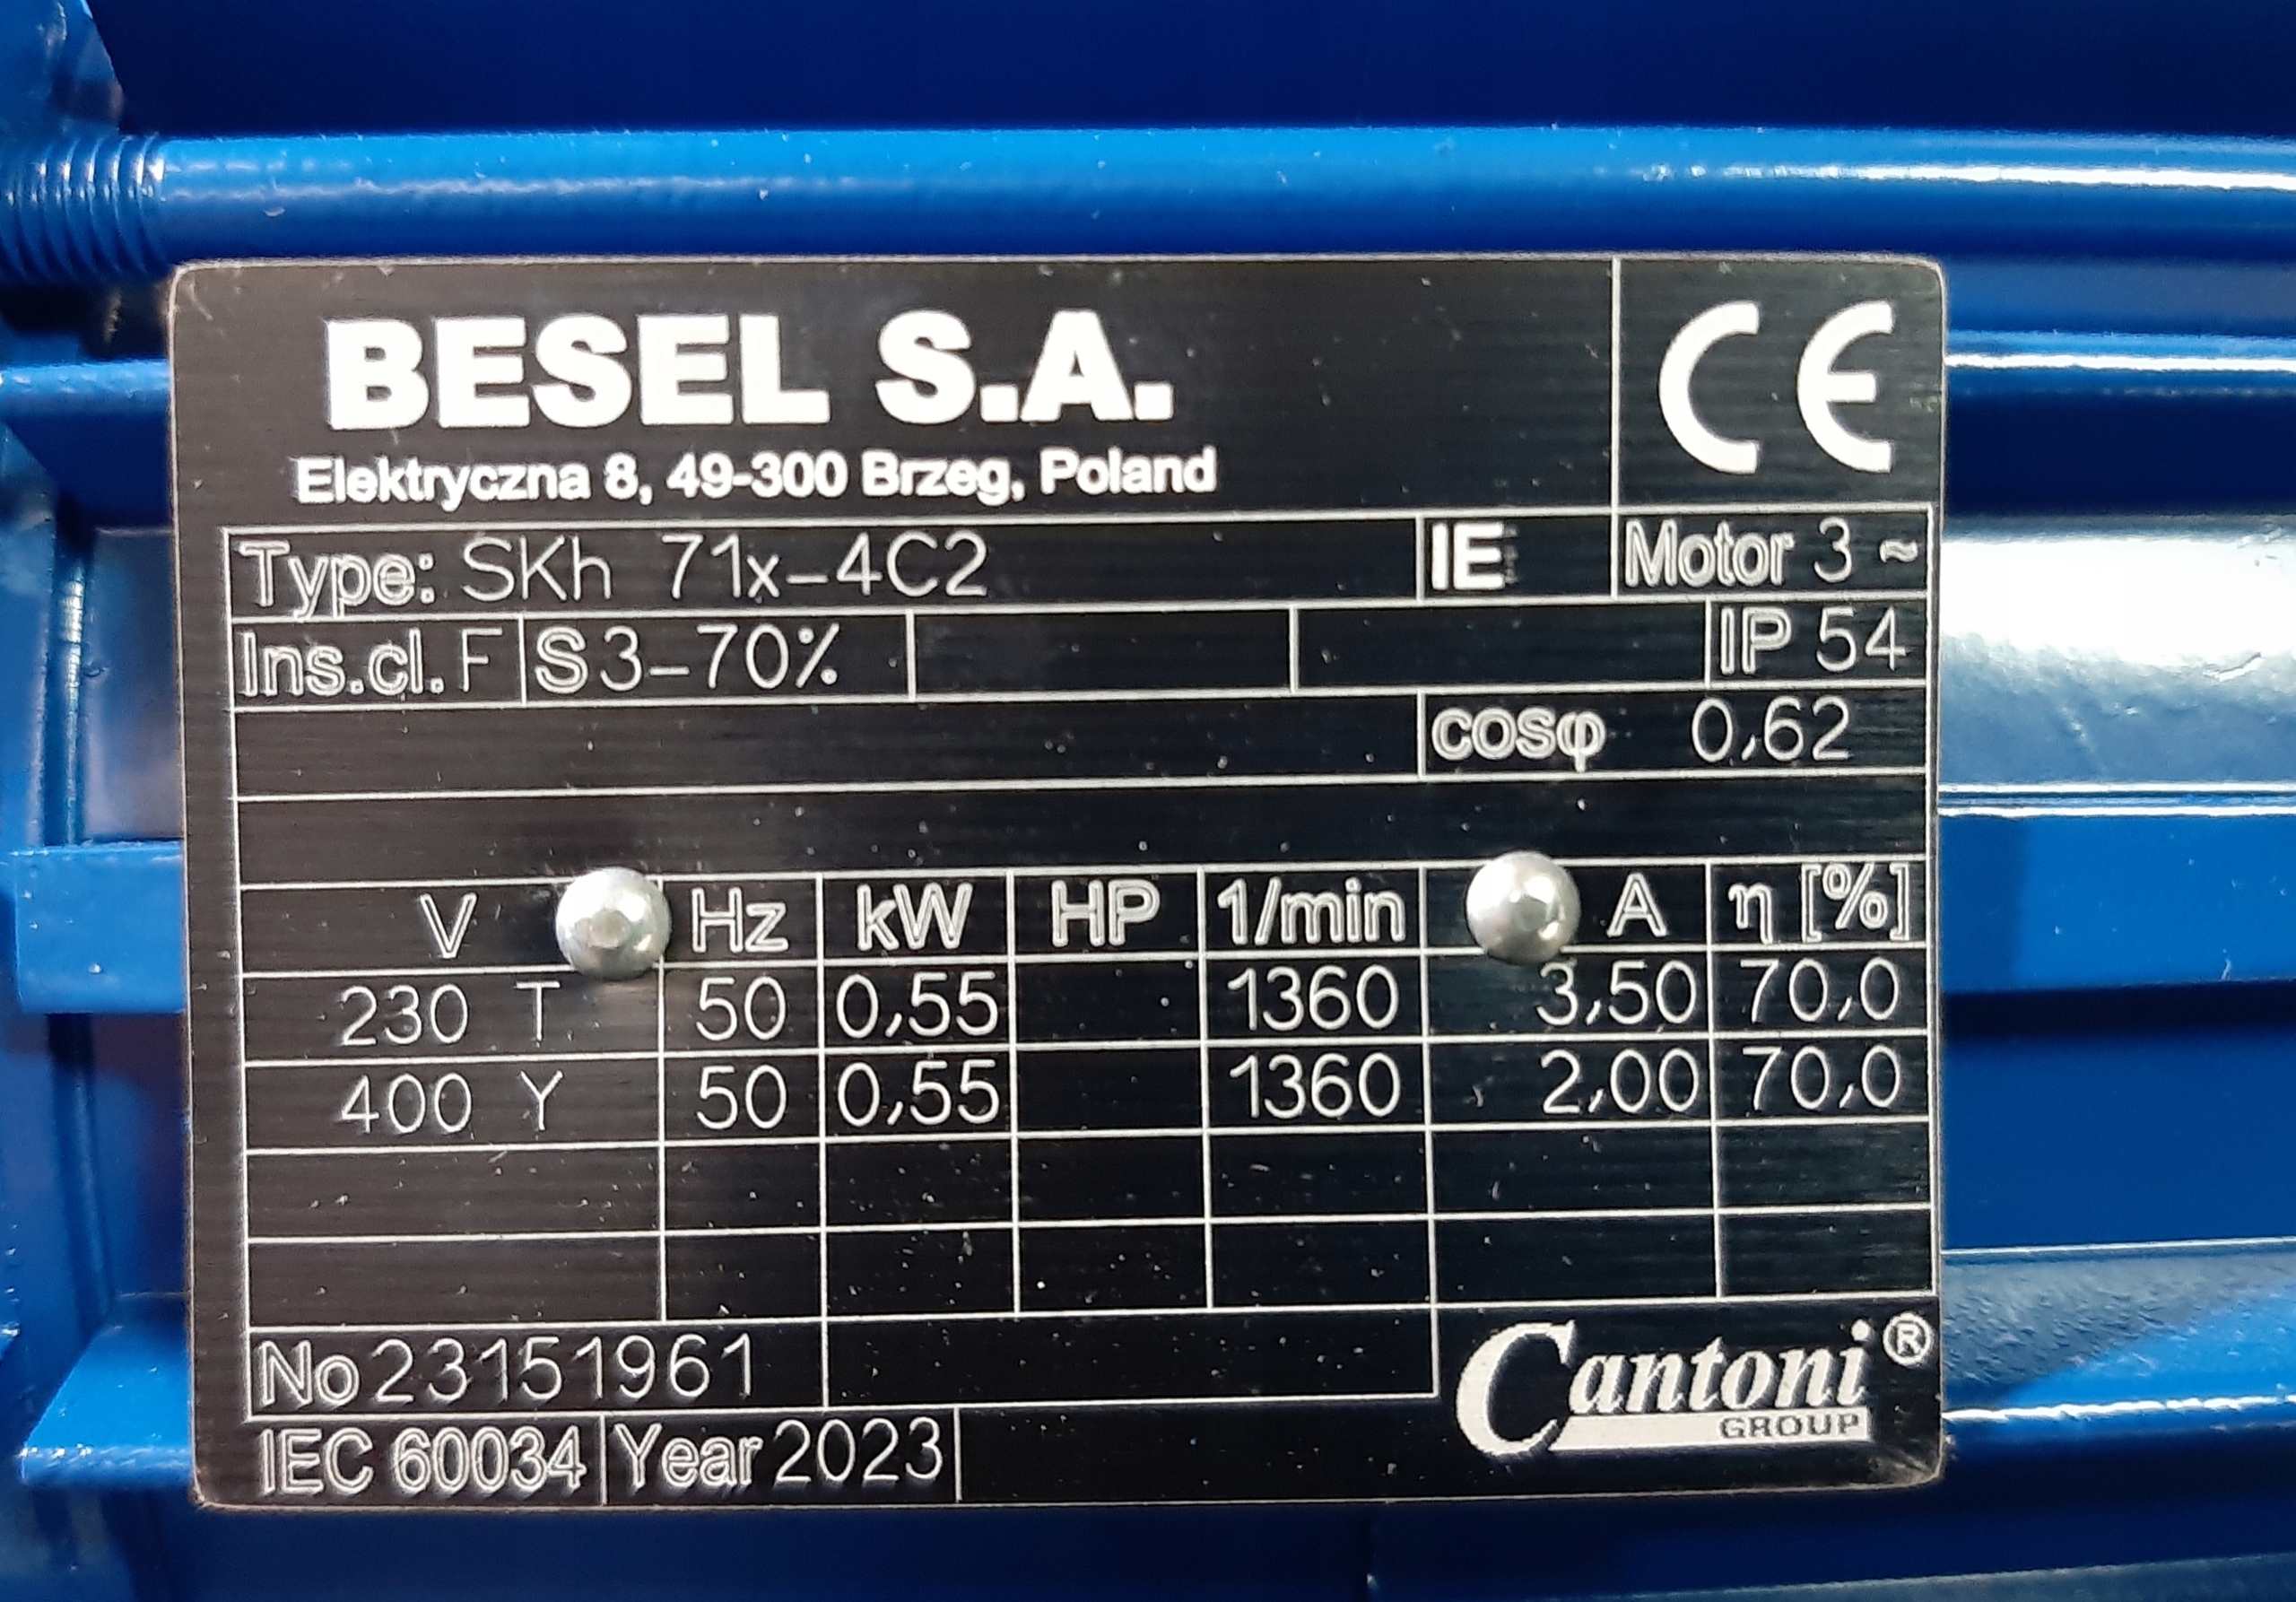 BESEL S.A.
CE
Elektryczna 8, 49-300 Brzeg, Poland
Type: SKh 71x-4C2 IE Motor 3 ~
Ins.cl. F S3-70% IP 54
cosφ 0,62
V Hz kW HP 1/min A η [%]
230 T 50 0,55 1360 3,50 70,0
400 Y 50 0,55 1360 2,00 70,0
No 23151961
Cantoni®
GROUP
IEC 60034 Year 2023